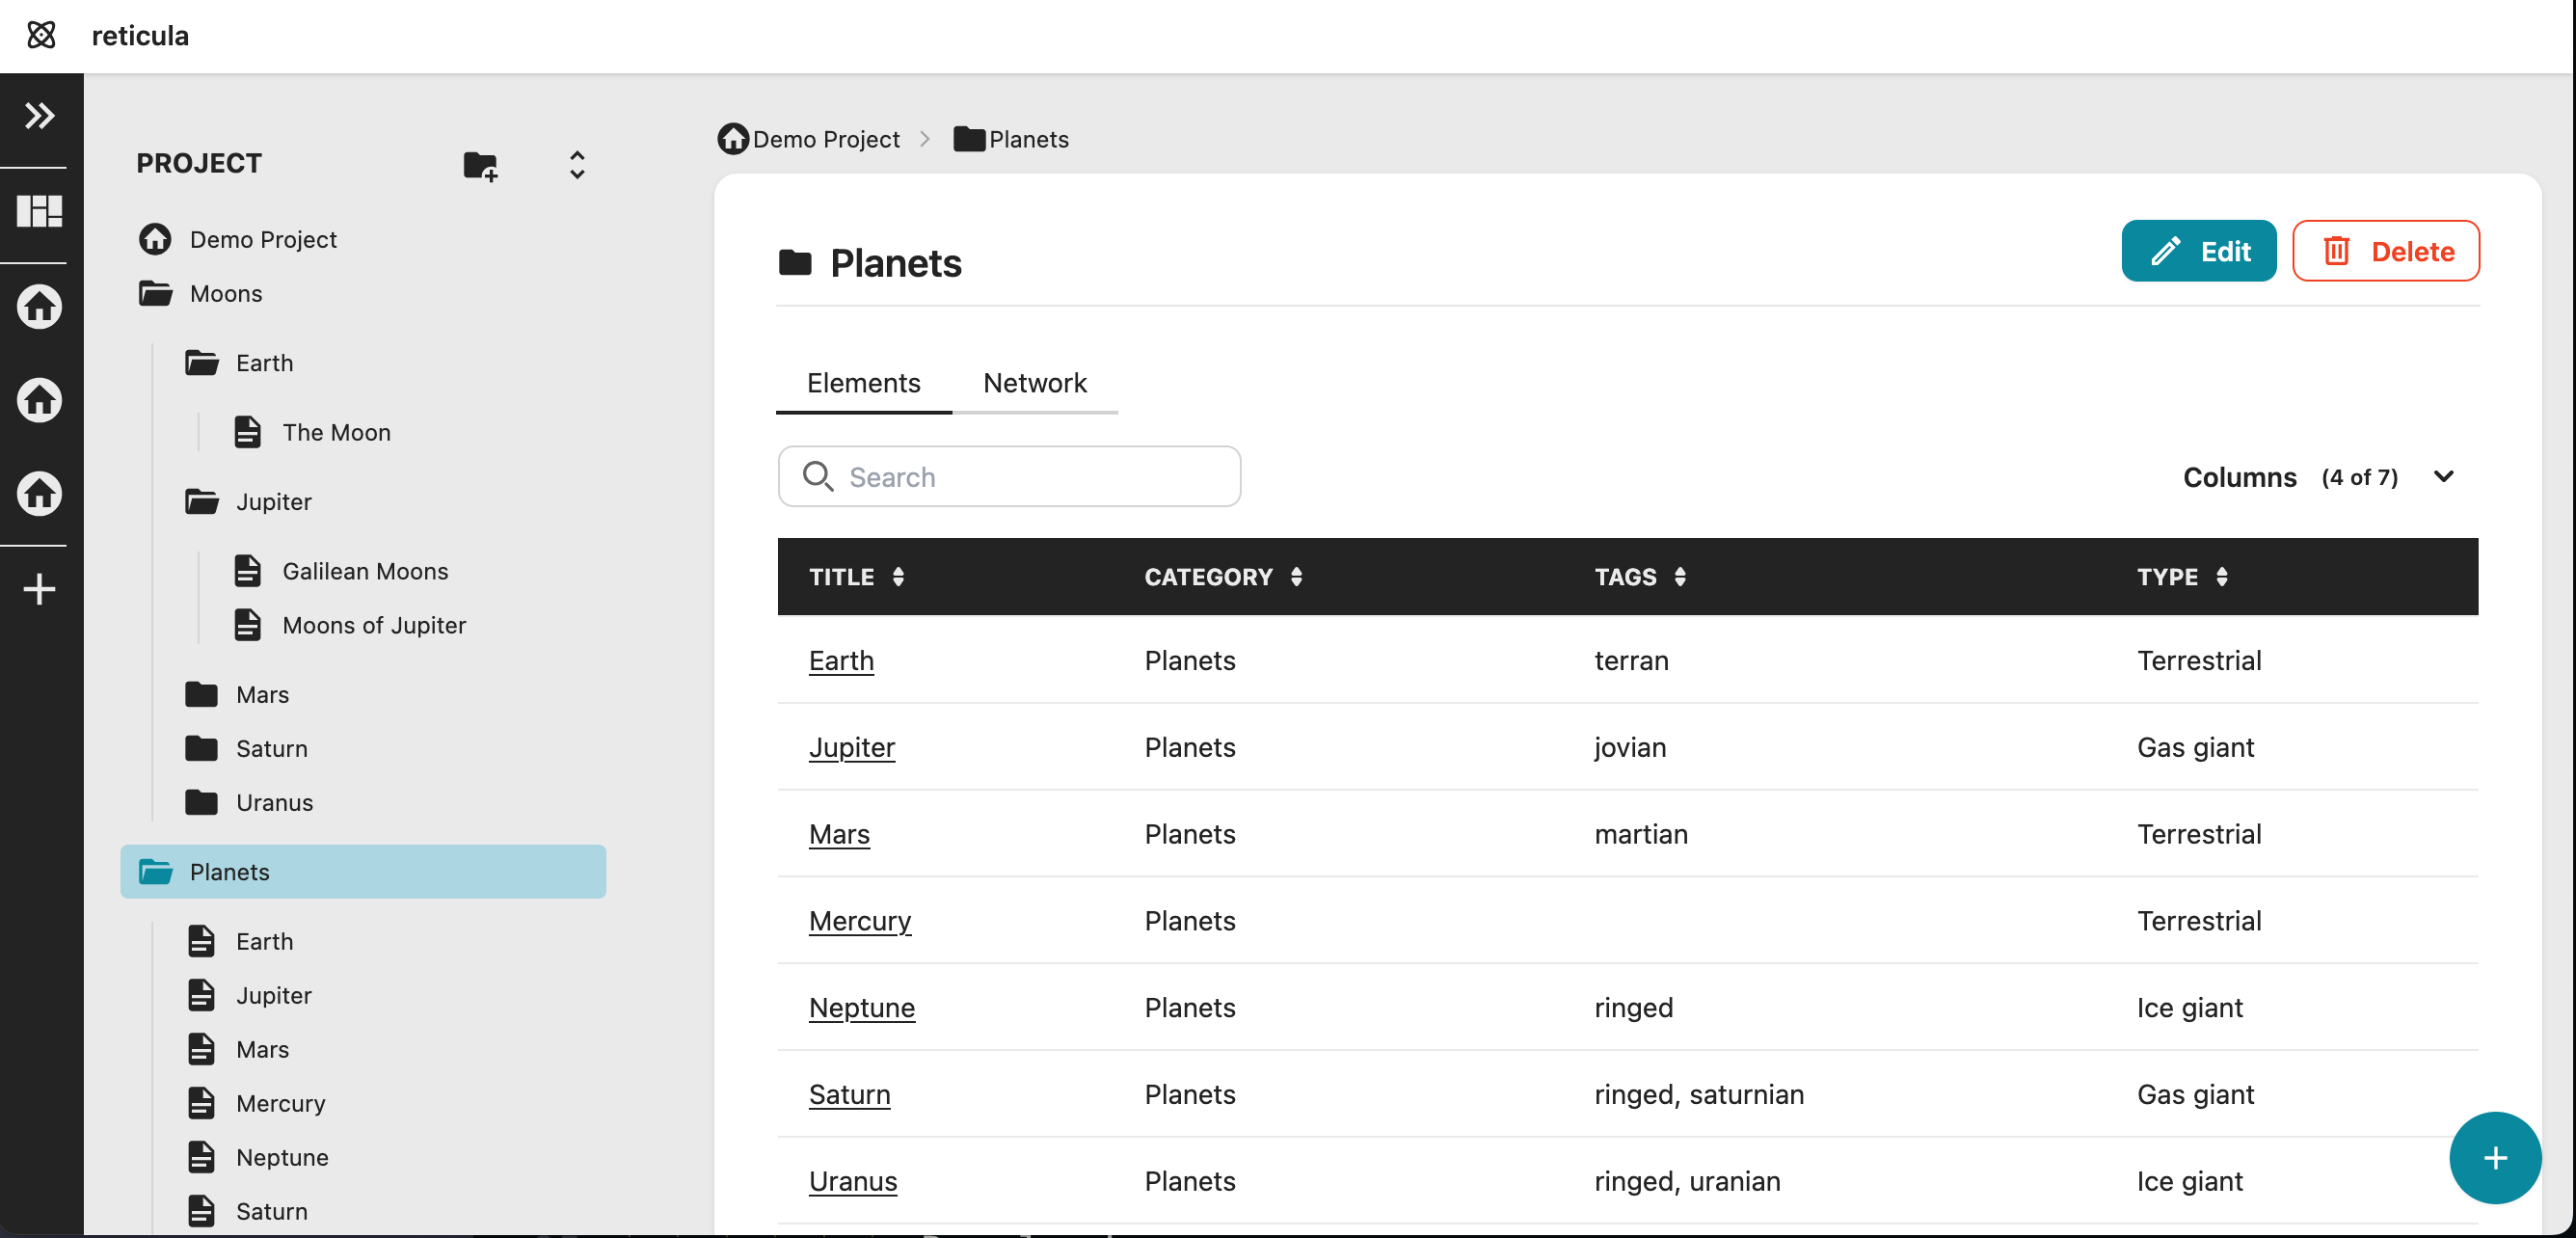 reticula
PROJECT
Demo Project
Moons
Earth
The Moon
Jupiter
Galilean Moons
Moons of Jupiter
Mars
Saturn
Uranus
Planets
Earth
Jupiter
Mars
Mercury
Neptune
Saturn
Demo Project Planets
Planets
Edit Delete
Elements Network
Search Columns (4 of 7)
TITLE CATEGORY TAGS TYPE
Earth Planets terran Terrestrial
Jupiter Planets jovian Gas giant
Mars Planets martian Terrestrial
Mercury Planets Terrestrial
Neptune Planets ringed Ice giant
Saturn Planets ringed, saturnian Gas giant
Uranus Planets ringed, uranian Ice giant